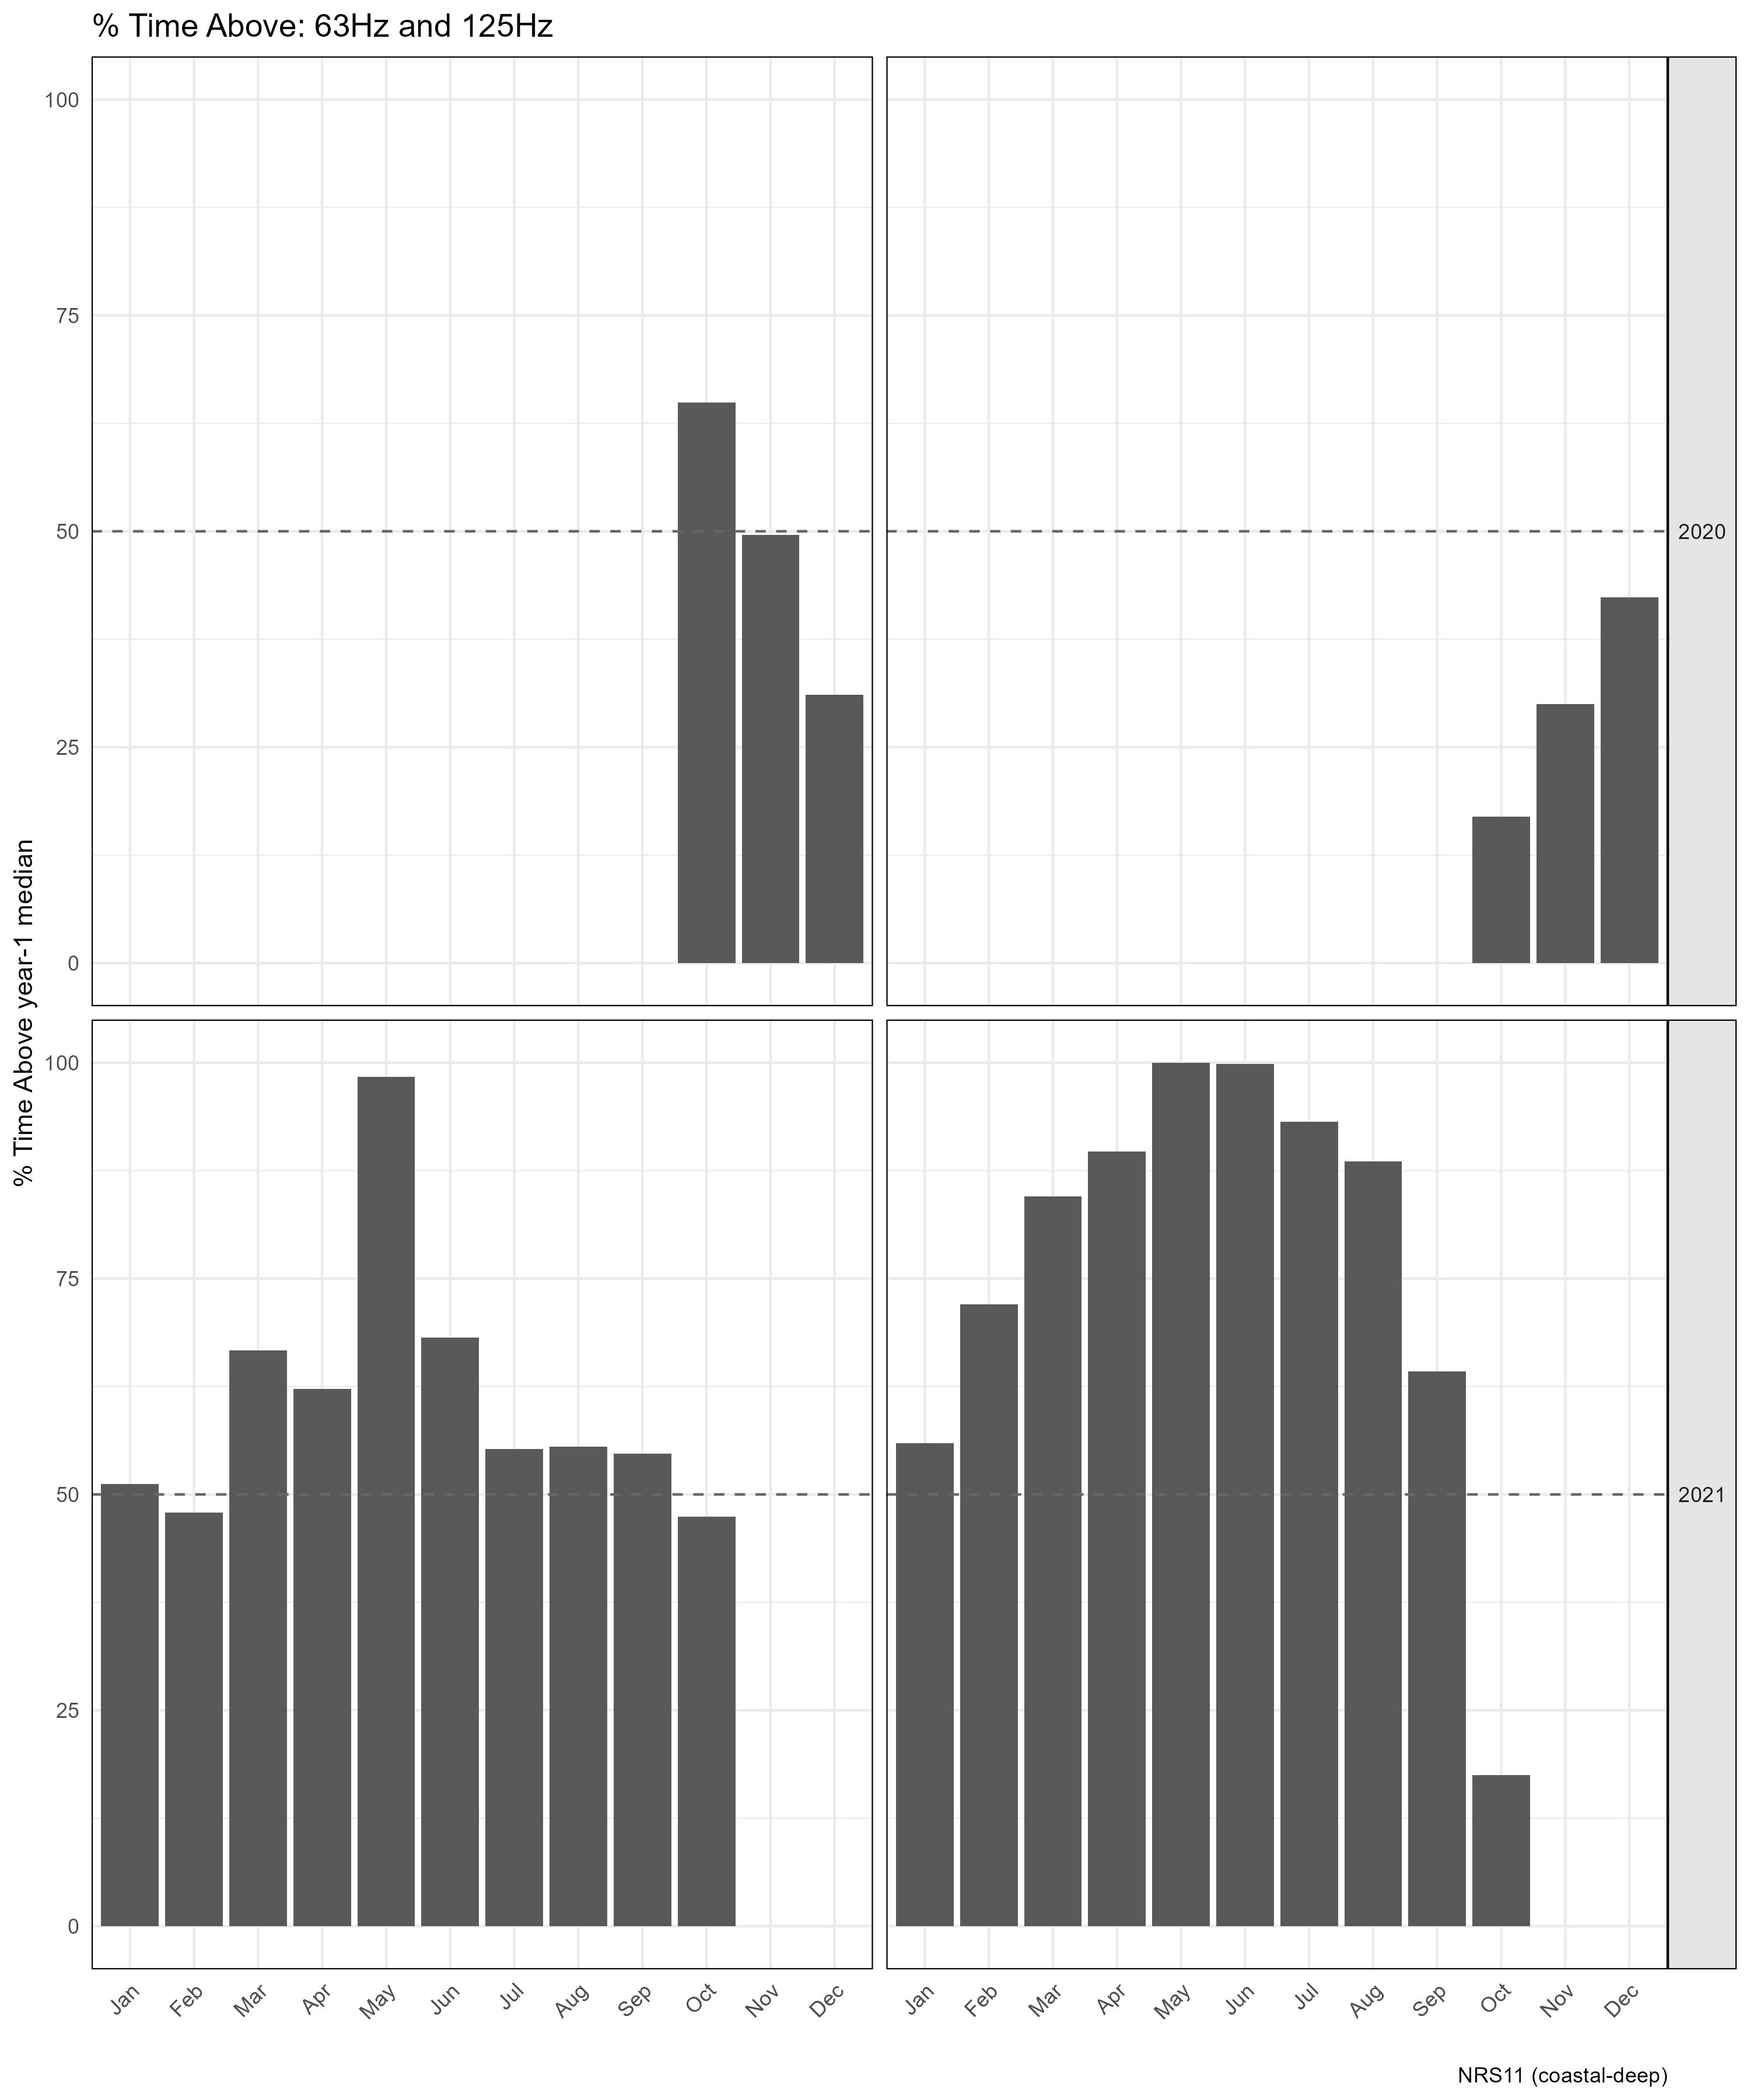 % Time Above: 63Hz and 125Hz
% Time Above year-1 median
100
75
50
25
0
2020
100
75
50
25
0
2021
Jan Feb Mar Apr May Jun Jul Aug Sep Oct Nov Dec
Jan Feb Mar Apr May Jun Jul Aug Sep Oct Nov Dec
NRS11 (coastal-deep)